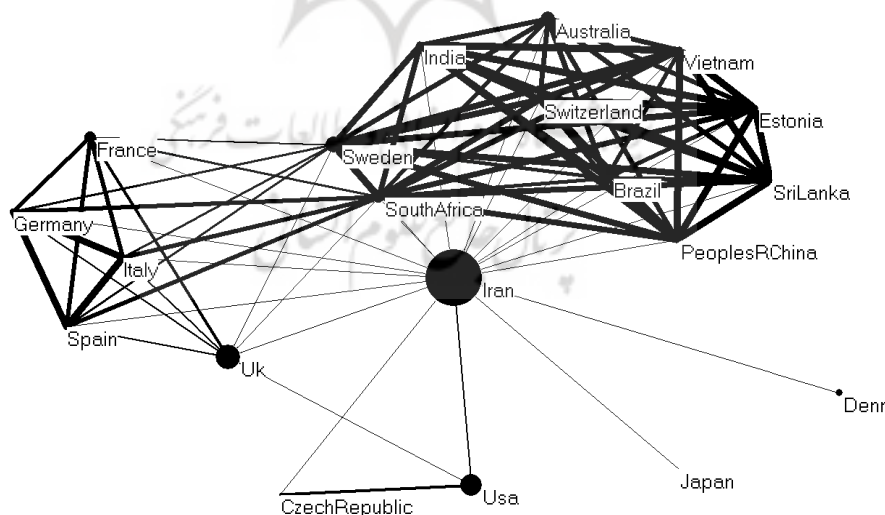 Australia
India
Vietnam
Switzerland
Estonia
France
Sweden
Brazil
SriLanka
SouthAfrica
Germany
PeoplesRChina
Italy
Iran
Spain
Uk
Japan
Usa
CzechRepublic